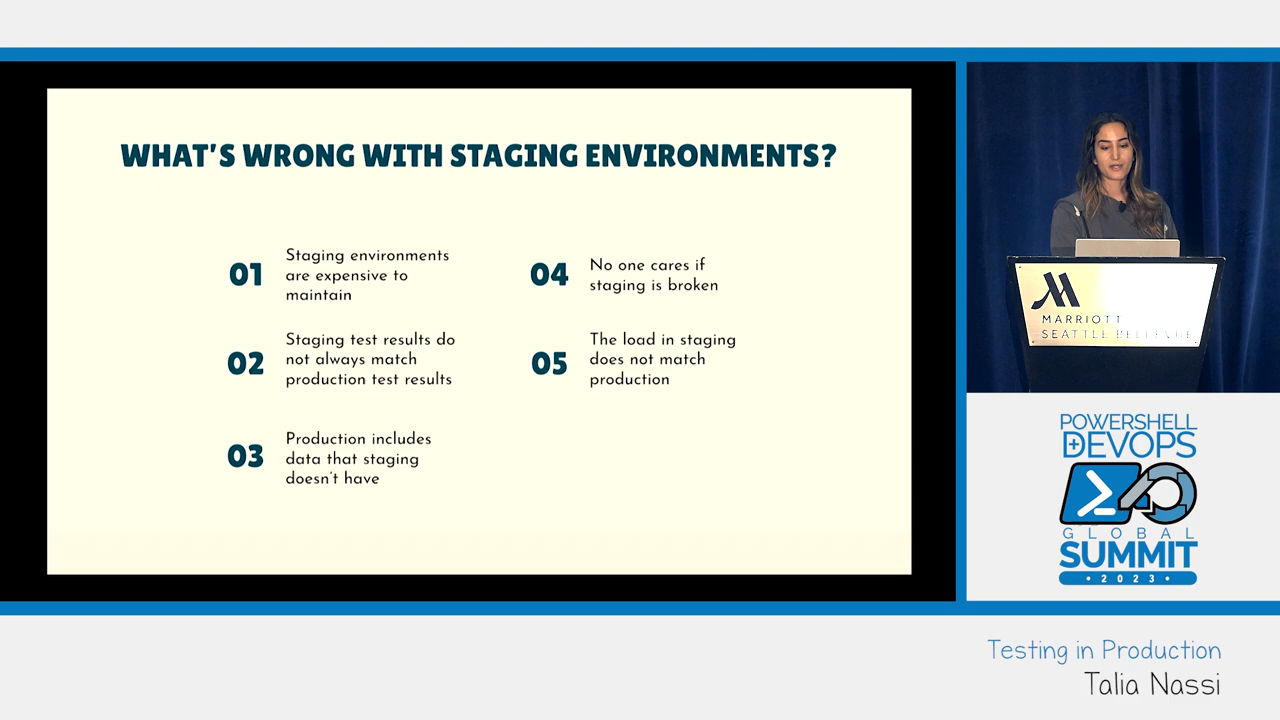 WHAT'S WRONG WITH STAGING ENVIRONMENTS?
01
Staging environments
are expensive to
maintain
02
Staging test results do
not always match
production test results
03
Production includes
data that staging
doesn't have
04
No one cares if
staging is broken
05
The load in staging
does not match
production
MARRIOTT
SEATTLE BELLEVUE
POWERSHELL
+DEVOPS
GLOBAL
SUMMIT
•2023•
Testing in Production
Talia Nassi